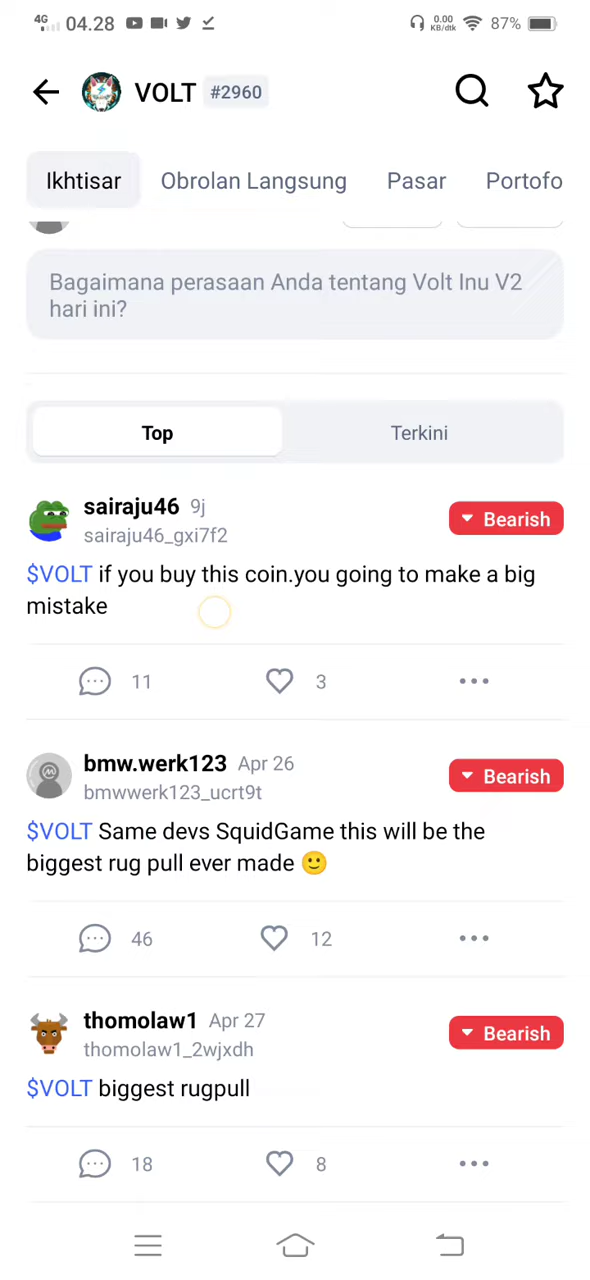 4G 04.28 0.00 KB/dtk 87%
VOLT #2960
Ikhtisar Obrolan Langsung Pasar Portofo
Bagaimana perasaan Anda tentang Volt Inu V2
hari ini?
Top Terkini
sairaju46 9j
Bearish
sairaju46_gxi7f2
$VOLT if you buy this coin.you going to make a big
mistake
11 3
bmw.werk123 Apr 26
Bearish
bmwwerk123_ucrt9t
$VOLT Same devs SquidGame this will be the
biggest rug pull ever made 🙂
46 12
thomolaw1 Apr 27
Bearish
thomolaw1_2wjxdh
$VOLT biggest rugpull
18 8